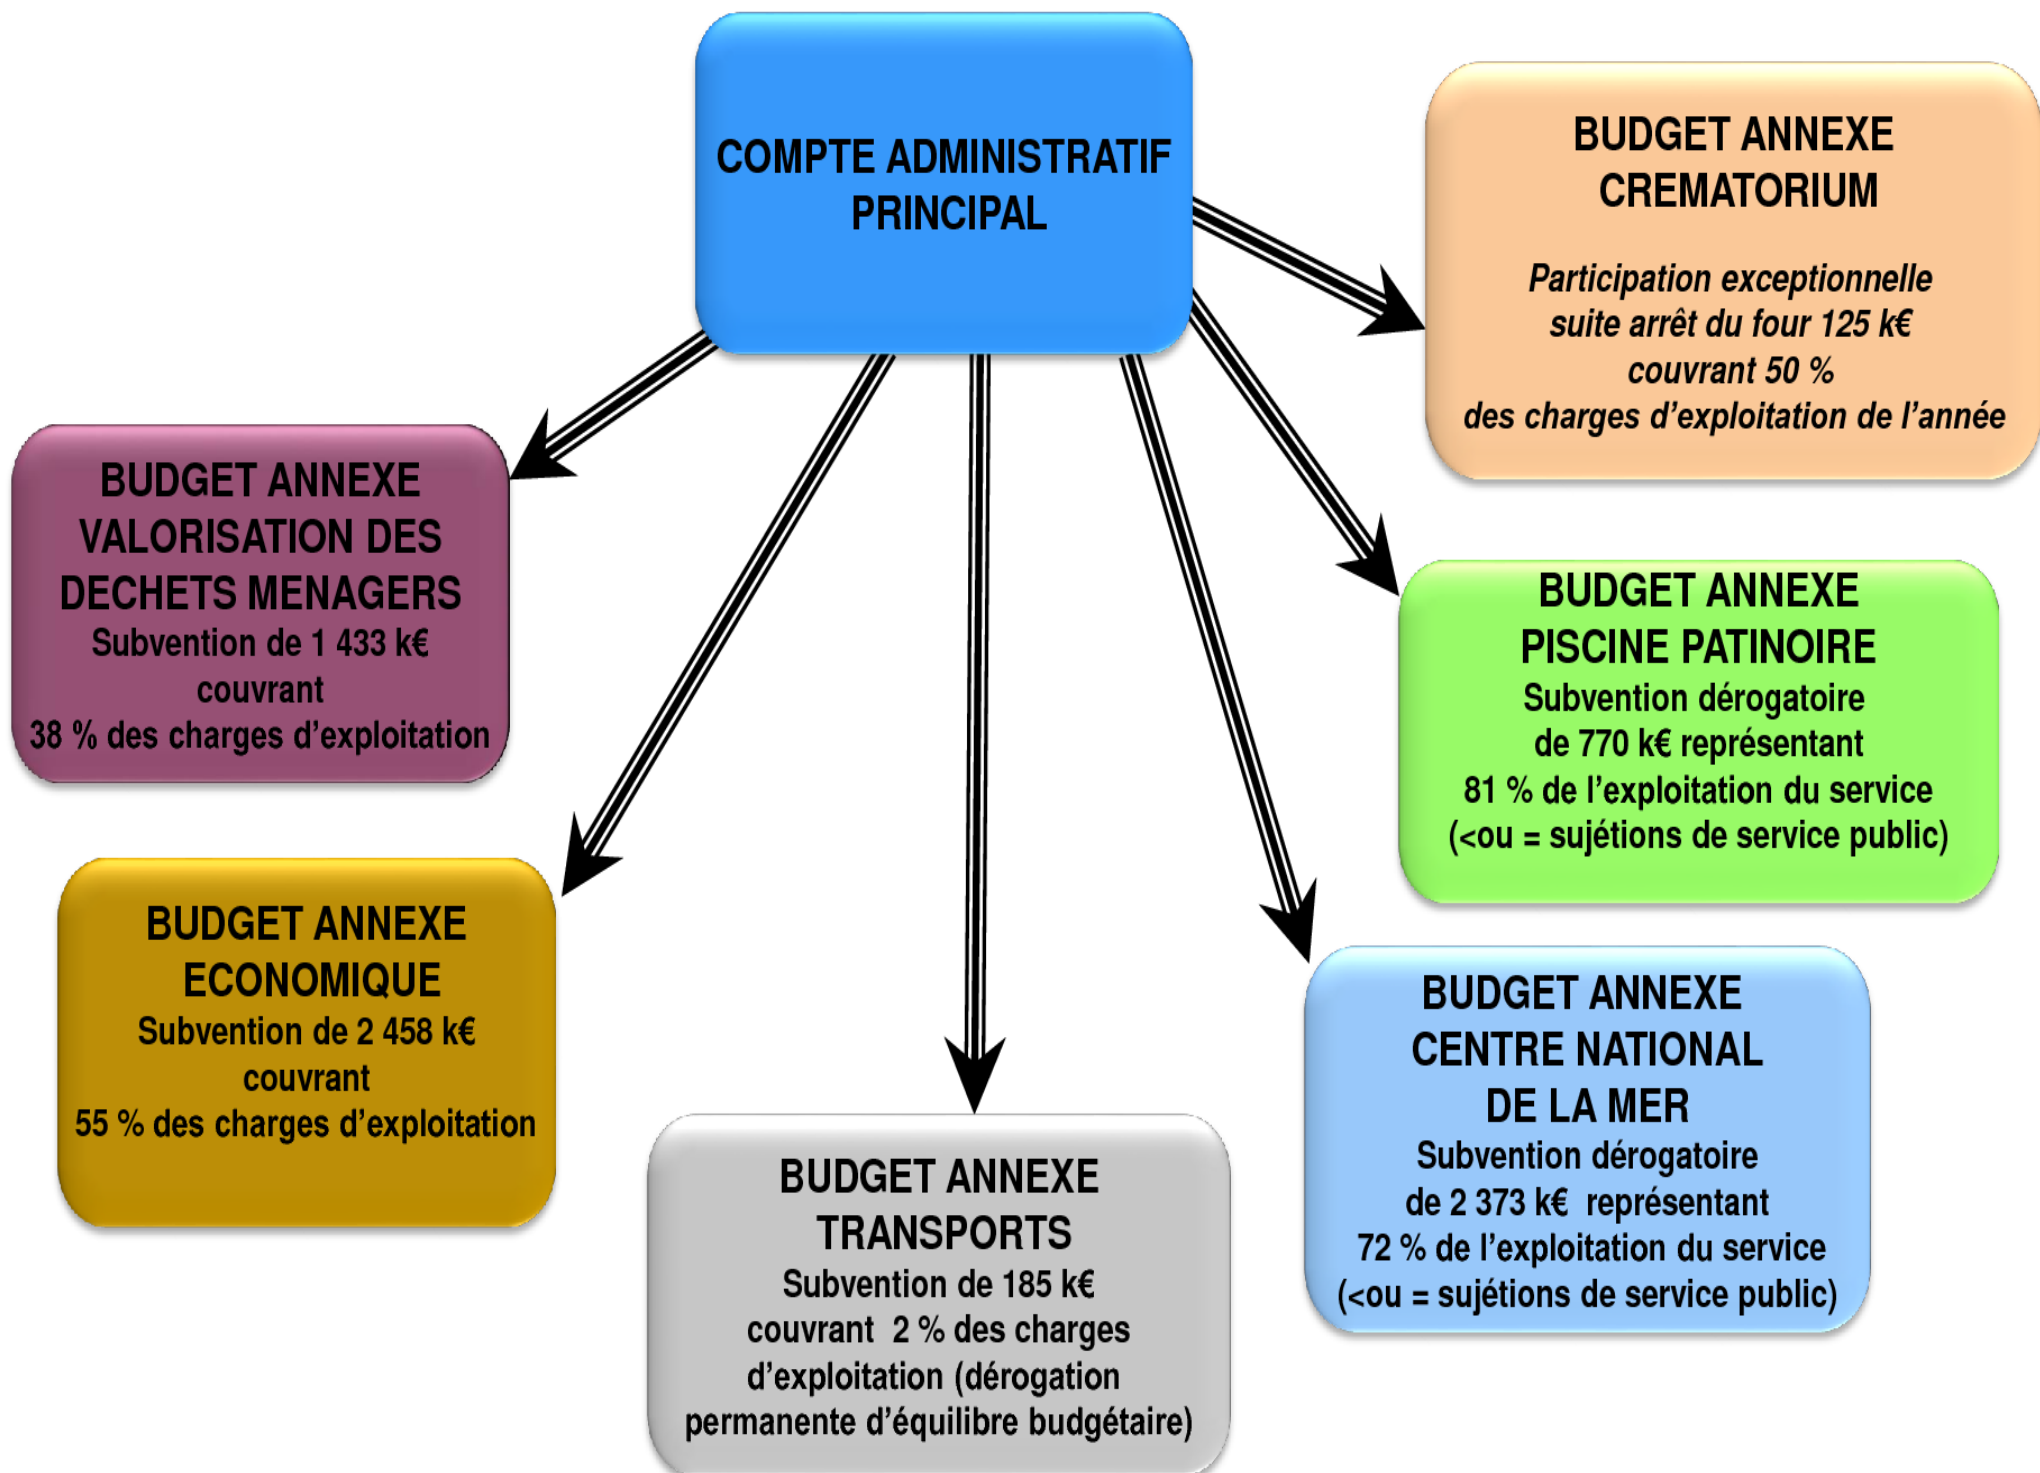 COMPTE ADMINISTRATIF
PRINCIPAL
BUDGET ANNEXE
CREMATORIUM
Participation exceptionnelle
suite arrêt du four 125 k€
couvrant 50 %
des charges d'exploitation de l'année
BUDGET ANNEXE
VALORISATION DES
DECHETS MENAGERS
Subvention de 1 433 k€
couvrant
38 % des charges d'exploitation
BUDGET ANNEXE
PISCINE PATINOIRE
Subvention dérogatoire
de 770 k€ représentant
81 % de l'exploitation du service
(<ou = sujétions de service public)
BUDGET ANNEXE
ECONOMIQUE
Subvention de 2 458 k€
couvrant
55 % des charges d'exploitation
BUDGET ANNEXE
CENTRE NATIONAL
DE LA MER
Subvention dérogatoire
de 2 373 k€ représentant
72 % de l'exploitation du service
(<ou = sujétions de service public)
BUDGET ANNEXE
TRANSPORTS
Subvention de 185 k€
couvrant 2 % des charges
d'exploitation (dérogation
permanente d'équilibre budgétaire)